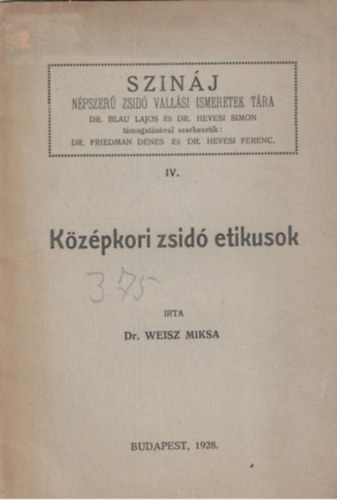 SZINÁJ
NÉPSZERŰ ZSIDÓ VALLÁSI ISMERETEK TÁRA
DR. BLAU LAJOS ÉS DR. HEVESI SIMON
támogatásával szerkesztik:
DR. FRIEDMAN DÉNES ÉS DR. HEVESI FERENC.
IV.
Középkori zsidó etikusok
375
IRTA
Dr. WEISZ MIKSA
BUDAPEST, 1928.